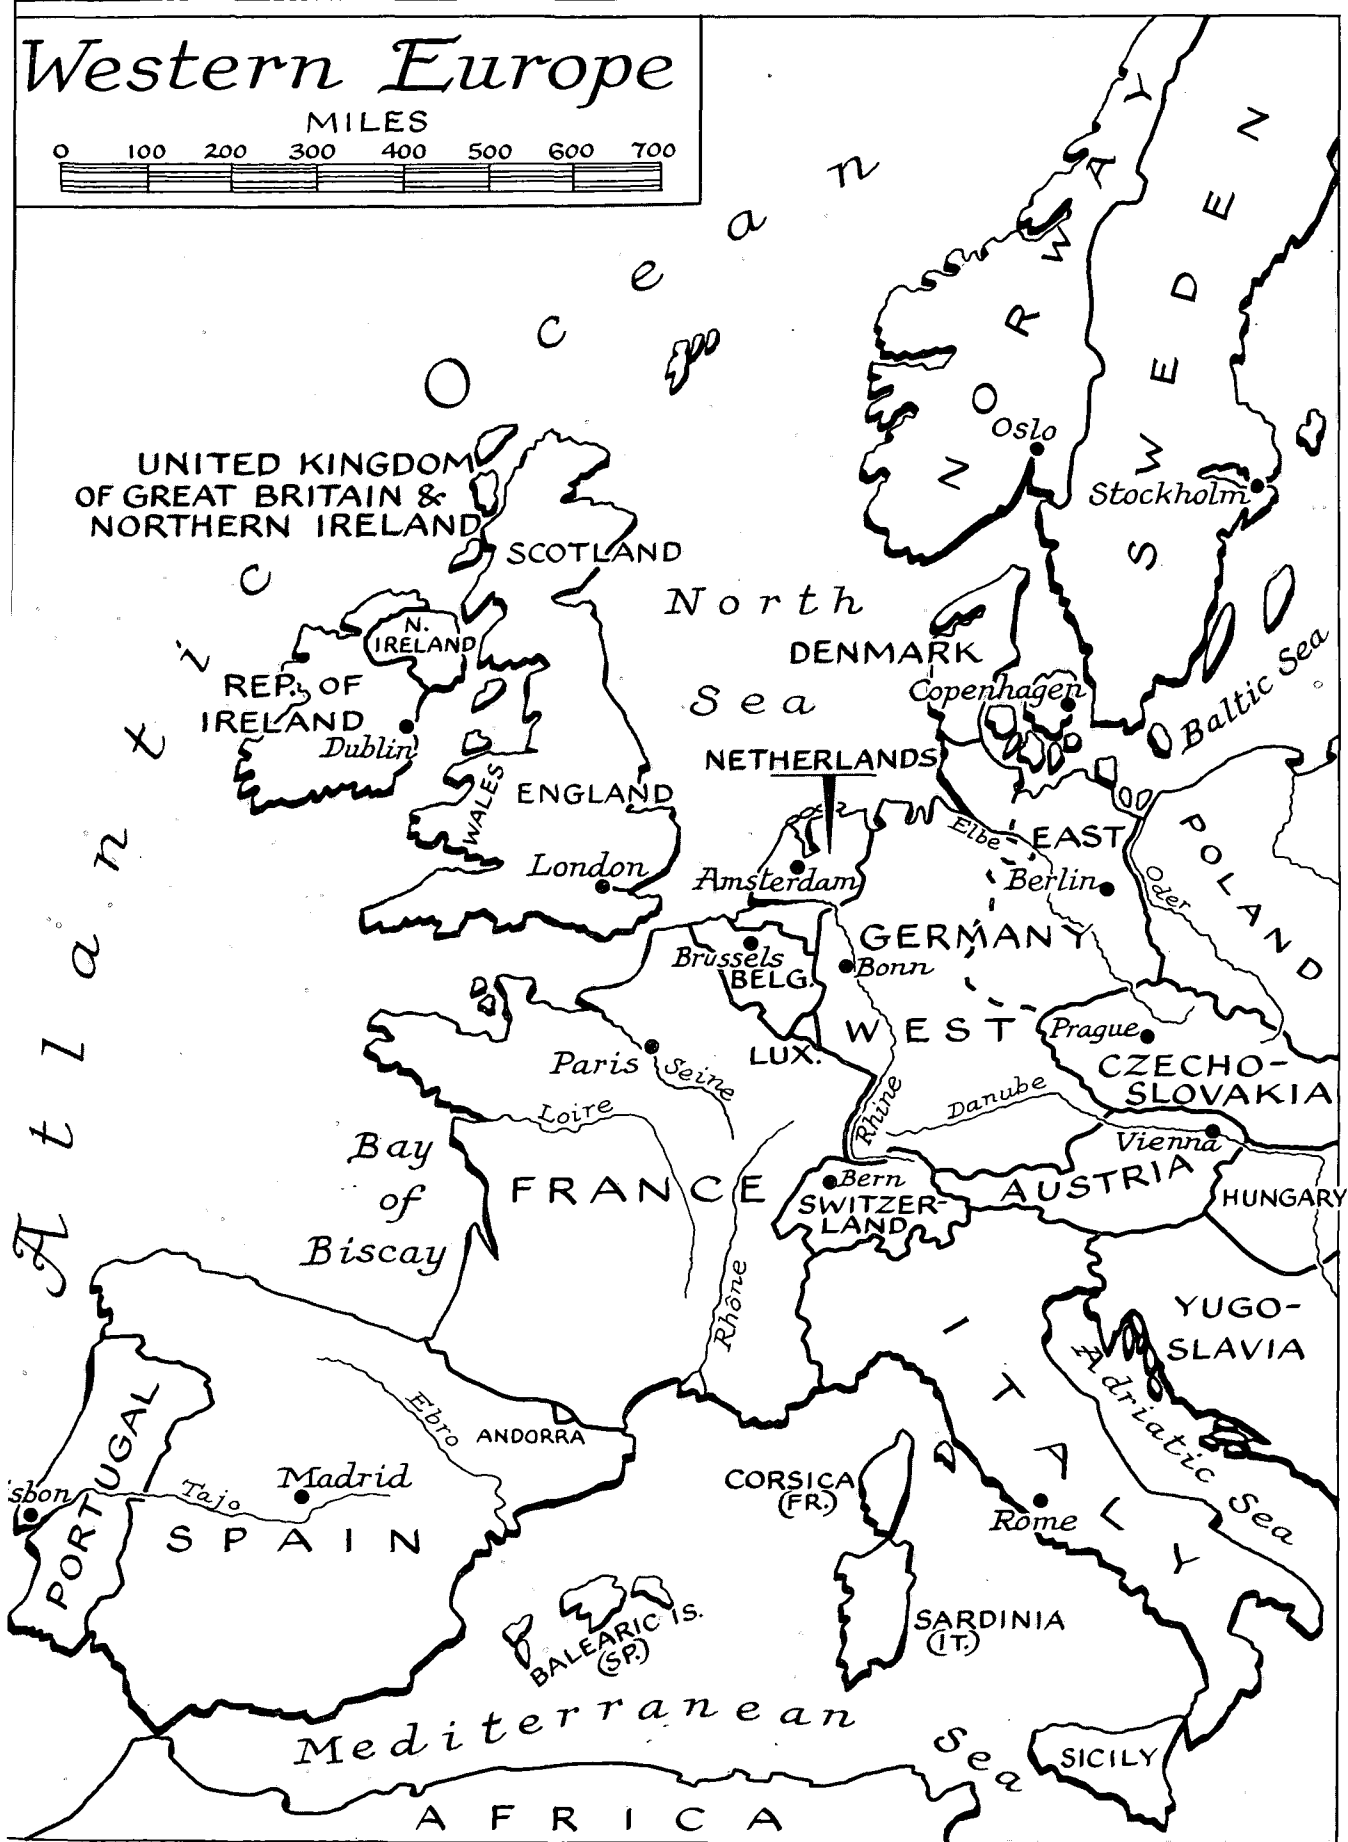 Western Europe
MILES
0 100 200 300 400 500 600 700
Atlantic Ocean
NORWAY
SWEDEN
Oslo
Stockholm
UNITED KINGDOM
OF GREAT BRITAIN &
NORTHERN IRELAND
SCOTLAND
North
Sea
N.
IRELAND
REP. OF
IRELAND
Dublin
WALES
ENGLAND
London
DENMARK
Copenhagen
Baltic Sea
NETHERLANDS
Amsterdam
Elbe
EAST
Berlin
Oder
POLAND
GERMANY
WEST
Bonn
Brussels
BELG.
LUX.
Prague
CZECHO-
SLOVAKIA
Paris
Seine
Loire
Rhine
Danube
Vienna
AUSTRIA
HUNGARY
Bay
of
Biscay
FRANCE
Bern
SWITZER-
LAND
Rhône
YUGO-
SLAVIA
ITALY
Adriatic Sea
Rome
Ebro
ANDORRA
PORTUGAL
isbon
Tajo
Madrid
SPAIN
CORSICA
(FR.)
SARDINIA
(IT.)
BALEARIC IS.
(SP.)
Mediterranean Sea
SICILY
AFRICA